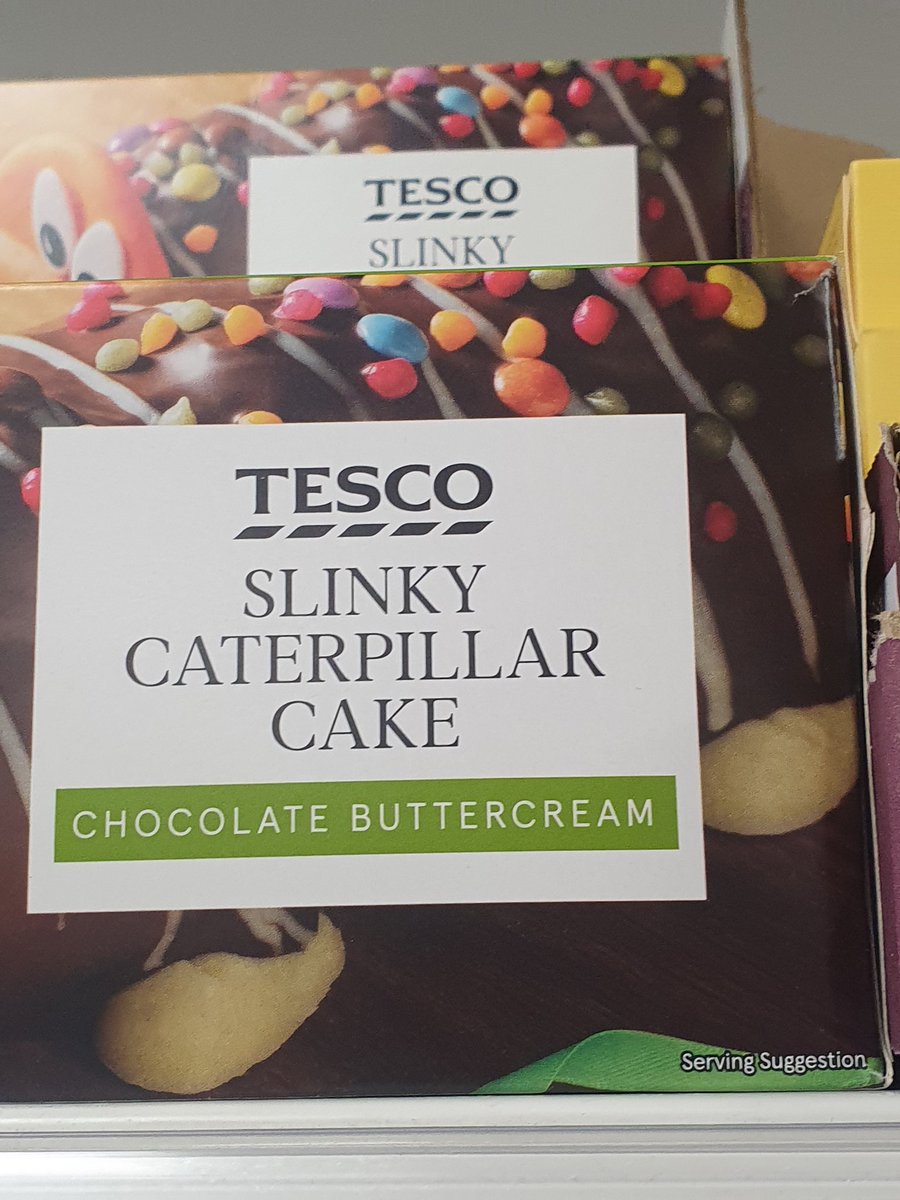 TESCO
SLINKY
TESCO
SLINKY
CATERPILLAR
CAKE
CHOCOLATE BUTTERCREAM
Serving Suggestion